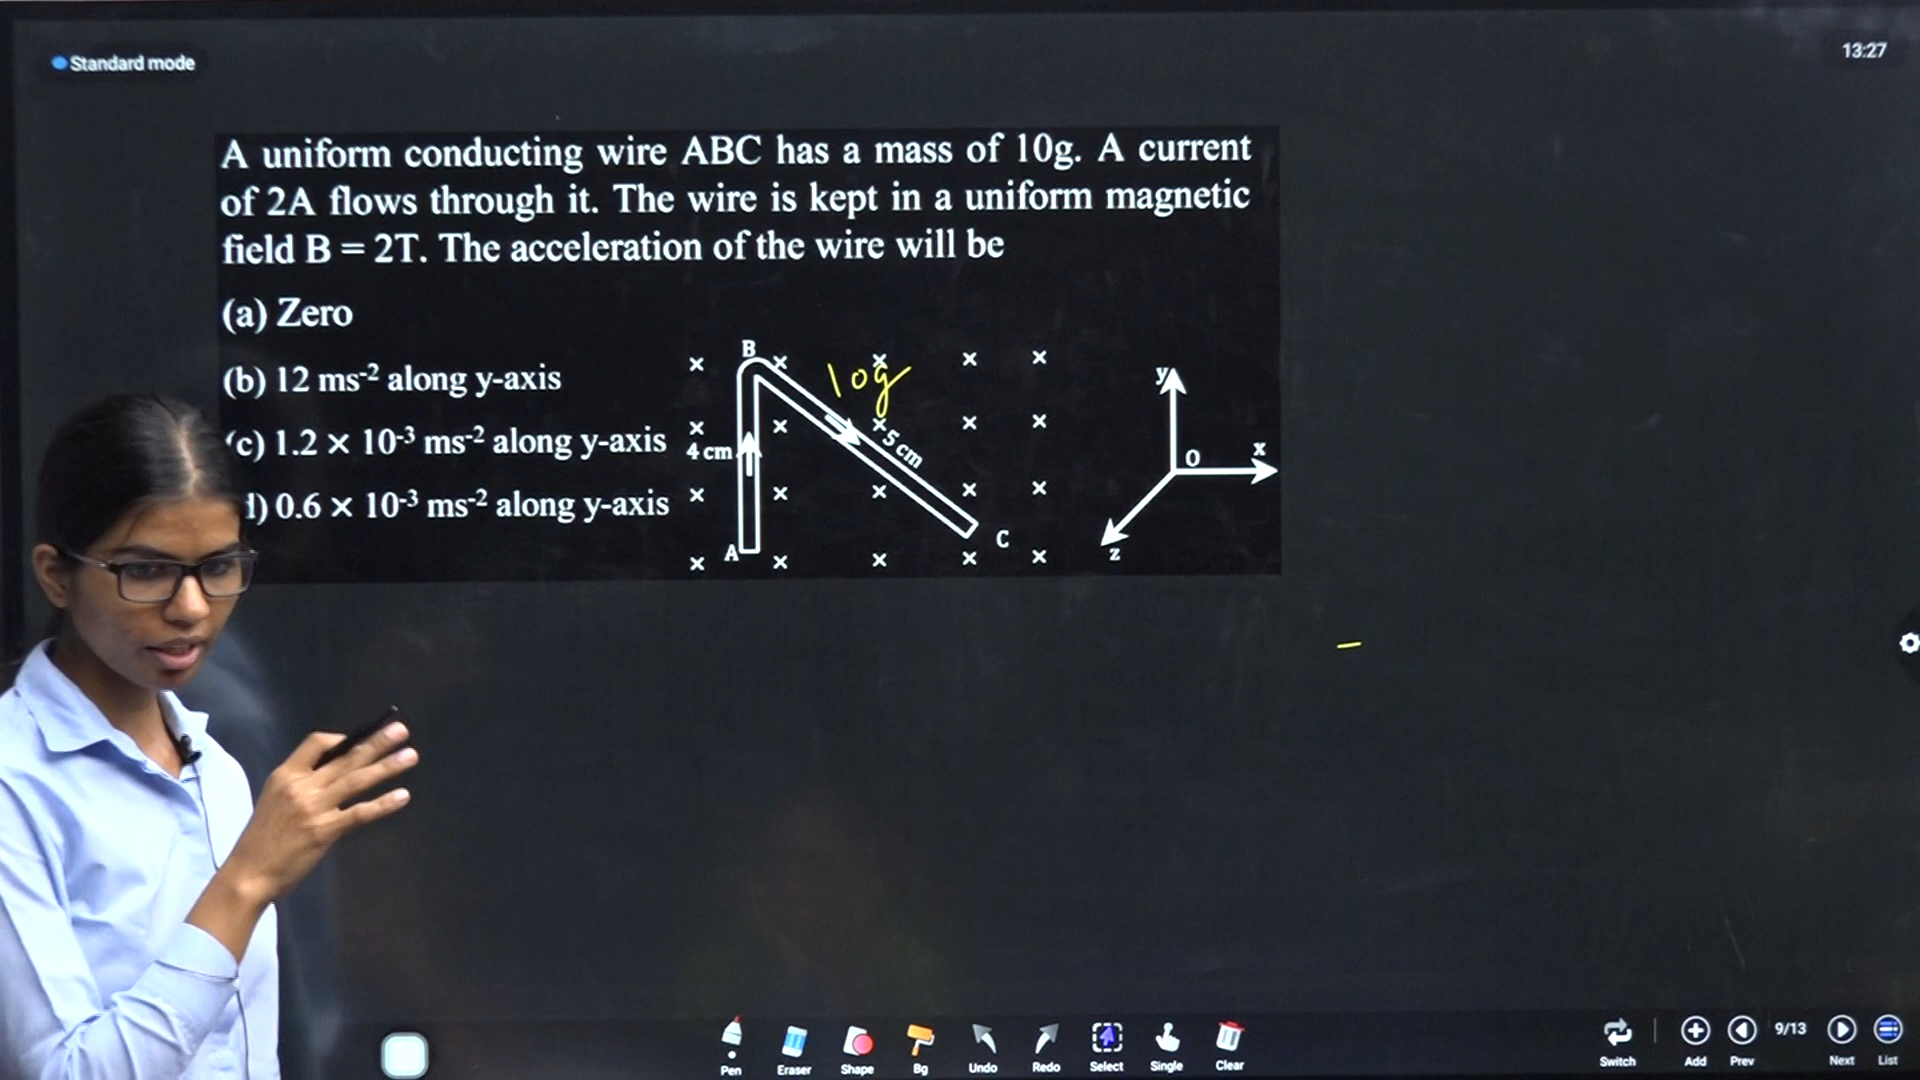 Standard mode
13:27
A uniform conducting wire ABC has a mass of 10g. A current
of 2A flows through it. The wire is kept in a uniform magnetic
field B = 2T. The acceleration of the wire will be
(a) Zero
(b) 12 ms⁻² along y-axis
(c) 1.2 × 10⁻³ ms⁻² along y-axis
d) 0.6 × 10⁻³ ms⁻² along y-axis
B
10g
4 cm
5 cm
A
C
y
O
x
z
Pen
Eraser
Shape
Bg
Undo
Redo
Select
Single
Clear
Switch
Add
Prev
9/13
Next
List